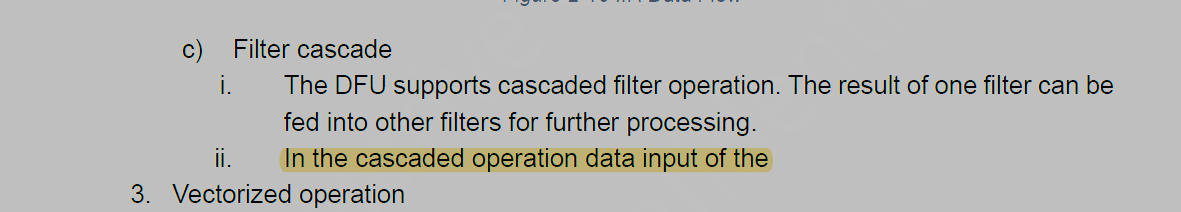 c) Filter cascade
i. The DFU supports cascaded filter operation. The result of one filter can be
fed into other filters for further processing.
ii. In the cascaded operation data input of the
3. Vectorized operation